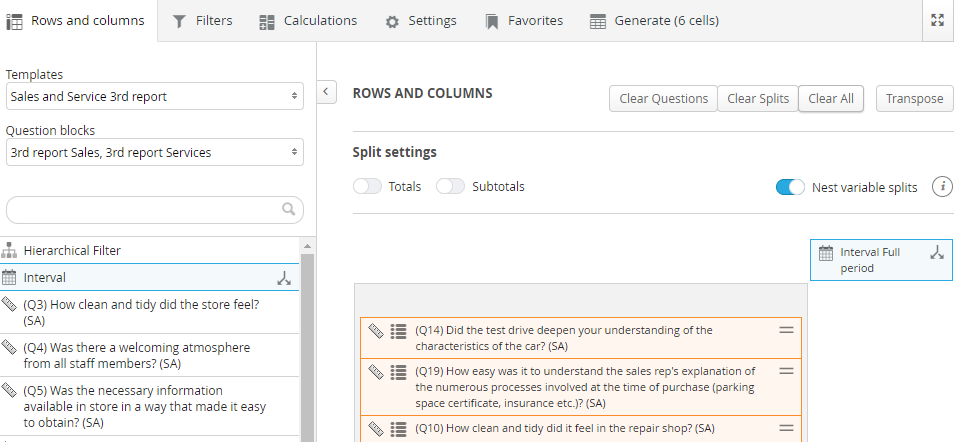 Rows and columns
Filters
Calculations
Settings
Favorites
Generate (6 cells)
Templates
Sales and Service 3rd report
Question blocks
3rd report Sales, 3rd report Services
Hierarchical Filter
Interval
(Q3) How clean and tidy did the store feel?
(SA)
(Q4) Was there a welcoming atmosphere
from all staff members? (SA)
(Q5) Was the necessary information
available in store in a way that made it easy
to obtain? (SA)
ROWS AND COLUMNS
Clear Questions
Clear Splits
Clear All
Transpose
Split settings
Totals
Subtotals
Nest variable splits
i
Interval Full
period
(Q14) Did the test drive deepen your understanding of the
characteristics of the car? (SA)
(Q19) How easy was it to understand the sales rep's explanation of
the numerous processes involved at the time of purchase (parking
space certificate, insurance etc.)? (SA)
(Q10) How clean and tidy did it feel in the repair shop? (SA)